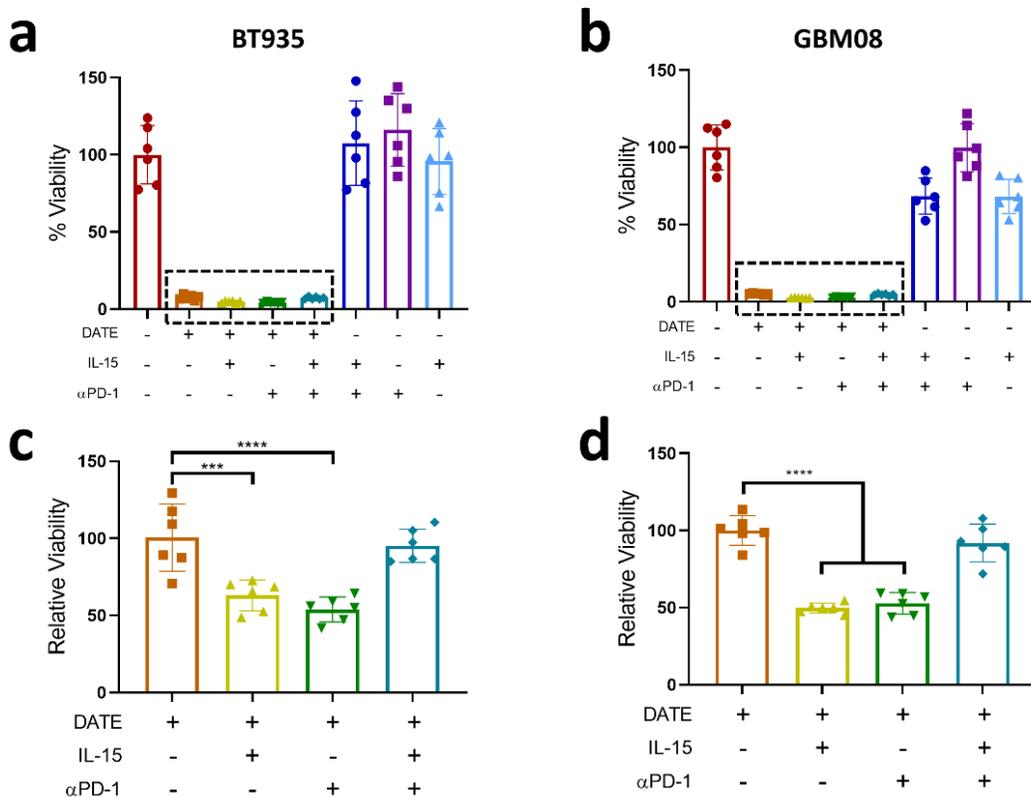 a
BT935
150
100
50
0
% Viability
DATE - + + + + - - -
IL-15 - - + - + + - +
αPD-1 - - - + + + + -
b
GBM08
150
100
50
0
% Viability
DATE - + + + + - - -
IL-15 - - + - + + - +
αPD-1 - - - + + + + -
c
****
***
150
100
50
0
Relative Viability
DATE + + + +
IL-15 - + - +
αPD-1 - - + +
d
****
150
100
50
0
Relative Viability
DATE + + + +
IL-15 - + - +
αPD-1 - - + +